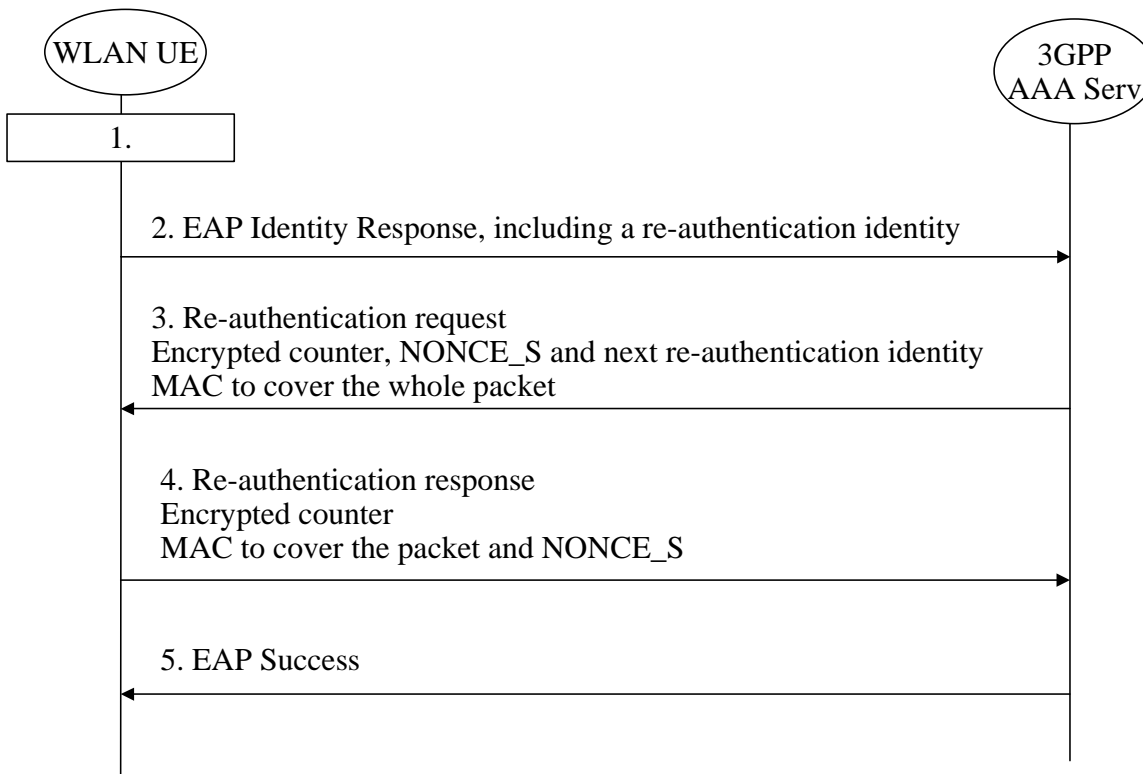 WLAN UE
3GPP
AAA Serv
1.
2. EAP Identity Response, including a re-authentication identity
3. Re-authentication request
Encrypted counter, NONCE_S and next re-authentication identity
MAC to cover the whole packet
4. Re-authentication response
Encrypted counter
MAC to cover the packet and NONCE_S
5. EAP Success